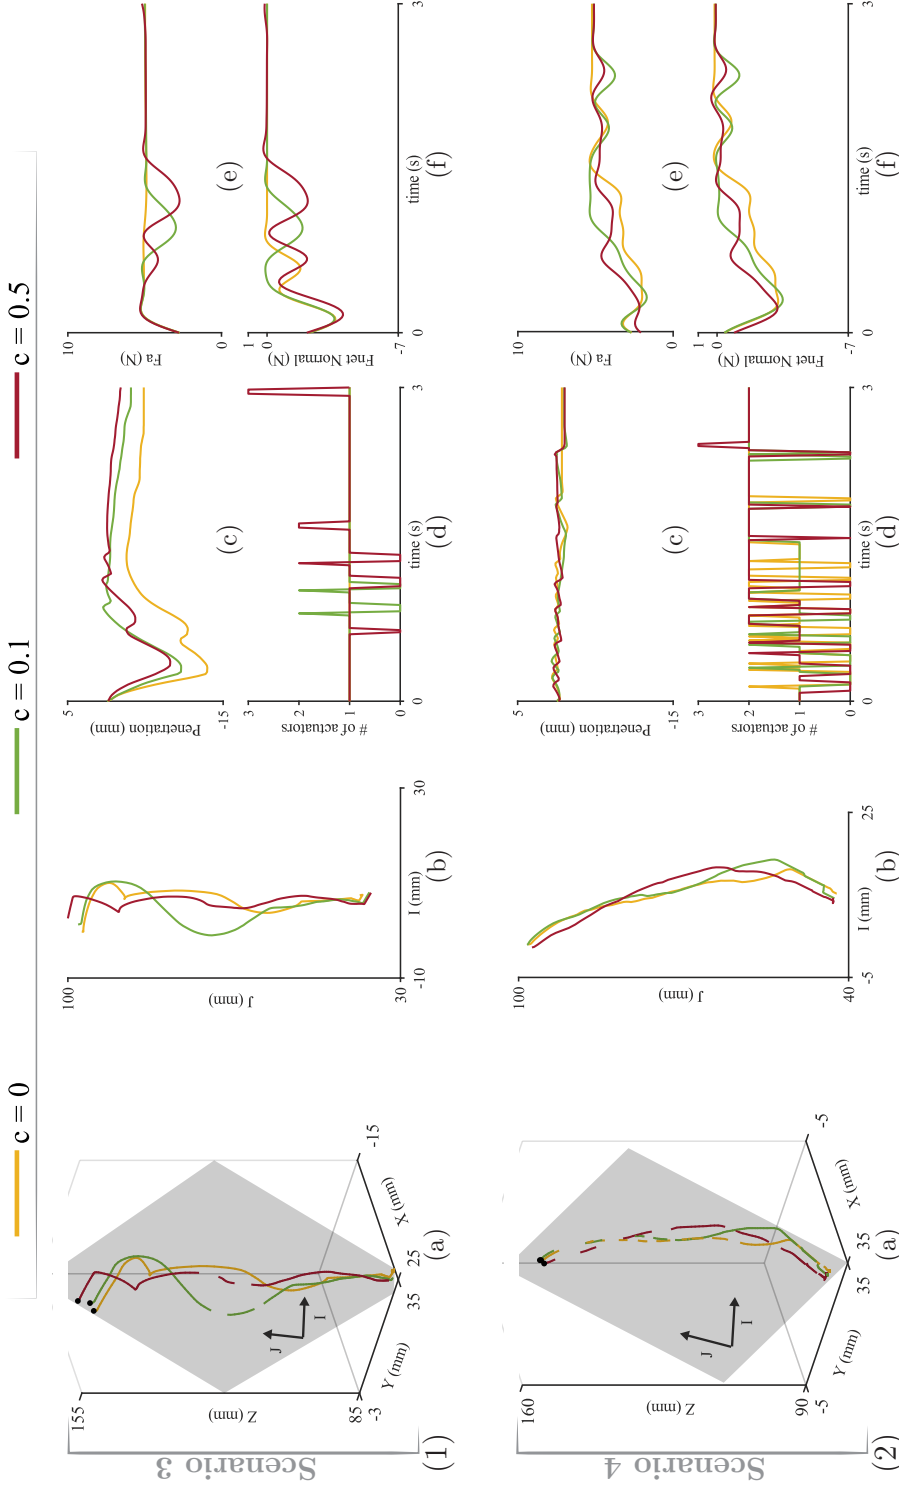 c = 0
c = 0.1
c = 0.5
Scenario 3
(1)
155
Z (mm)
85
-3
Y (mm)
35
25
X (mm)
-15
J
I
(a)
100
J (mm)
30
-10
I (mm)
30
(b)
5
Penetration (mm)
-15
(c)
3
2
1
0
# of actuators
0
time (s)
3
(d)
10
Fa (N)
0
(e)
1
0
Fnet Normal (N)
-7
0
time (s)
3
(f)
Scenario 4
(2)
160
Z (mm)
90
-5
Y (mm)
35
35
X (mm)
-5
J
I
(a)
100
J (mm)
40
-5
I (mm)
25
(b)
5
Penetration (mm)
-15
(c)
3
2
1
0
# of actuators
0
time (s)
3
(d)
10
Fa (N)
0
(e)
1
0
Fnet Normal (N)
-7
0
time (s)
3
(f)